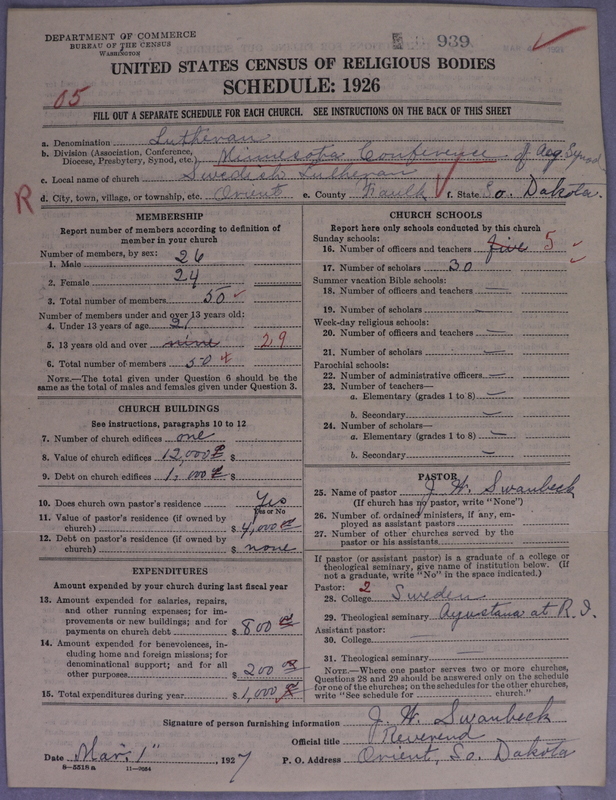 DEPARTMENT OF COMMERCE
BUREAU OF THE CENSUS
WASHINGTON
939
UNITED STATES CENSUS OF RELIGIOUS BODIES
SCHEDULE: 1926
05
FILL OUT A SEPARATE SCHEDULE FOR EACH CHURCH. SEE INSTRUCTIONS ON THE BACK OF THIS SHEET
a. Denomination Lutheran
b. Division (Association, Conference, Diocese, Presbytery, Synod, etc.) Minnesota Conference of Aug. Synod
c. Local name of church Swedish Lutheran
R
d. City, town, village, or township, etc. Orient e. County Faulk f. State So. Dakota.
MEMBERSHIP
Report number of members according to definition of
member in your church
Number of members, by sex:
1. Male 26
2. Female 24
3. Total number of members 50
Number of members under and over 13 years old:
4. Under 13 years of age 21
5. 13 years old and over nine 29
6. Total number of members 50
NOTE.—The total given under Question 6 should be the
same as the total of males and females given under Question 3.
CHURCH BUILDINGS
See instructions, paragraphs 10 to 12
7. Number of church edifices one
8. Value of church edifices 12,000 $
9. Debt on church edifices 1,000 $
10. Does church own pastor's residence? Yes
Yes or No
11. Value of pastor's residence (if owned by
church) $ 4,000
12. Debt on pastor's residence (if owned by
church) $ none
EXPENDITURES
Amount expended by your church during last fiscal year
13. Amount expended for salaries, repairs,
and other running expenses; for im-
provements or new buildings; and for
payments on church debt $ 800
14. Amount expended for benevolences, in-
cluding home and foreign missions; for
denominational support; and for all
other purposes $ 200
15. Total expenditures during year $ 1,000
CHURCH SCHOOLS
Report here only schools conducted by this church
Sunday schools:
16. Number of officers and teachers five 5
17. Number of scholars 30
Summer vacation Bible schools:
18. Number of officers and teachers —
19. Number of scholars —
Week-day religious schools:
20. Number of officers and teachers —
21. Number of scholars —
Parochial schools:
22. Number of administrative officers —
23. Number of teachers—
a. Elementary (grades 1 to 8) —
b. Secondary —
24. Number of scholars—
a. Elementary (grades 1 to 8) —
b. Secondary —
PASTOR
25. Name of pastor J. W. Swanbeck
(If church has no pastor, write "None")
26. Number of ordained ministers, if any, em-
ployed as assistant pastors
27. Number of other churches served by the
pastor or his assistants
If pastor (or assistant pastor) is a graduate of a college or
theological seminary, give name of institution below. (If
not a graduate, write "No" in the space indicated.)
Pastor: 2
28. College Sweden
29. Theological seminary Agustana at R. I.
Assistant pastor:
30. College —
31. Theological seminary —
NOTE.—Where one pastor serves two or more churches,
Questions 28 and 29 should be answered only on the schedule
for one of the churches; on the schedules for the other churches,
write "See schedule for church."
Signature of person furnishing information J. W. Swanbeck
Official title Reverend
Date Mar. 1", 1927 P. O. Address Orient, So. Dakota
8-5518 a 11-9664